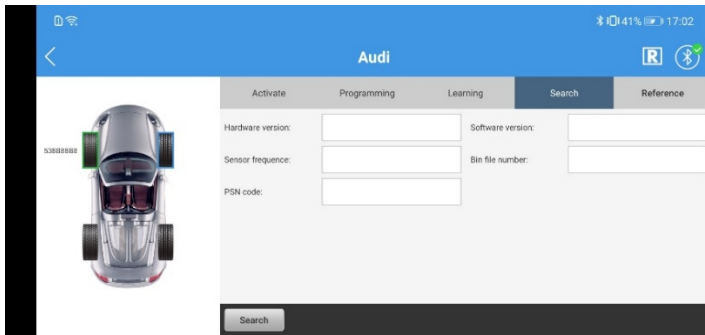 41% 17:02
Audi
R
Activate Programming Learning Search Reference
Hardware version: Software version:
Sensor frequence: Bin file number:
PSN code:
Search